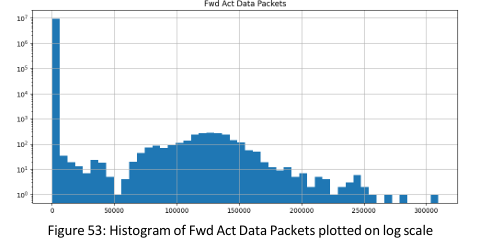 Fwd Act Data Packets
10⁷
10⁶
10⁵
10⁴
10³
10²
10¹
10⁰
0 50000 100000 150000 200000 250000 300000
Figure 53: Histogram of Fwd Act Data Packets plotted on log scale